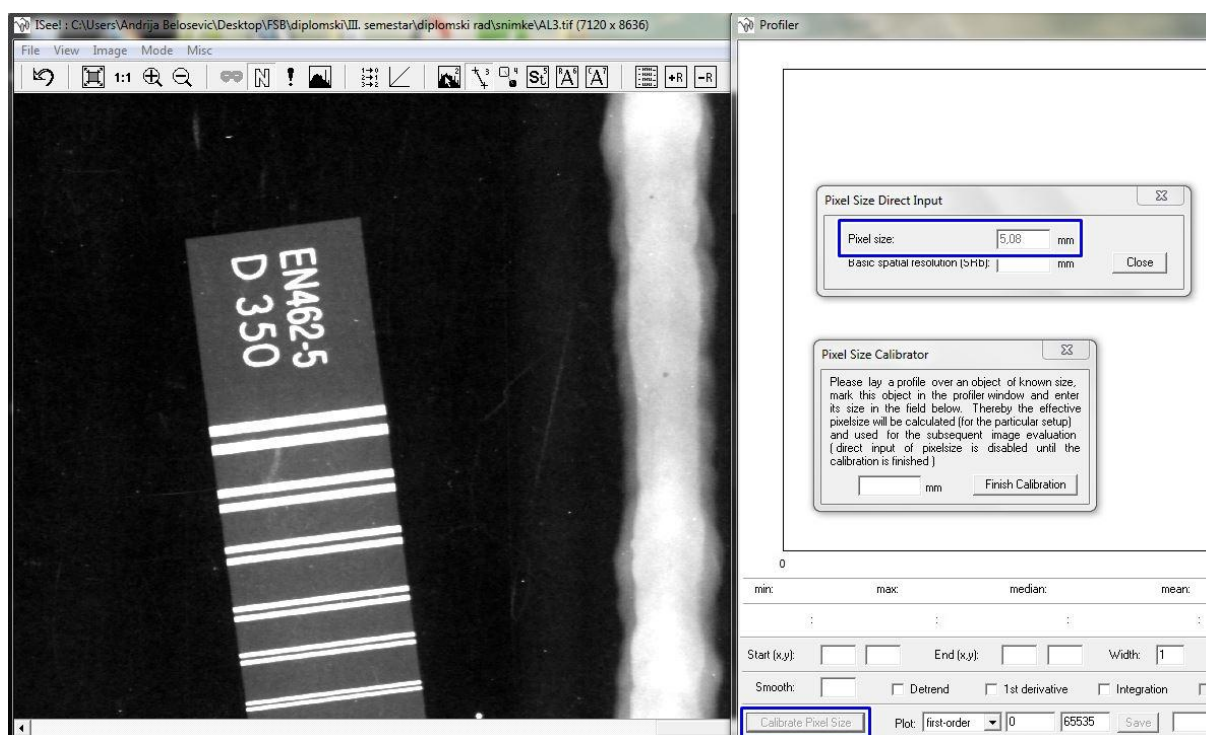 ISee! : C:\Users\Andrija Belosevic\Desktop\FSB\diplomski\III. semestar\diplomski rad\snimke\AL3.tif (7120 x 8636)
File View Image Mode Misc
1:1
EN462-5
D 350
Profiler
Pixel Size Direct Input
Pixel size: 5,08 mm
Basic spatial resolution (SRb): mm
Close
Pixel Size Calibrator
Please lay a profile over an object of known size,
mark this object in the profiler window and enter
its size in the field below. Thereby the effective
pixelsize will be calculated (for the particular setup)
and used for the subsequent image evaluation
( direct input of pixelsize is disabled until the
calibration is finished )
mm Finish Calibration
0
min: max: median: mean:
: : : :
Start (x,y): End (x,y): Width: 1
Smooth: Detrend 1st derivative Integration
Calibrate Pixel Size Plot: first-order 0 65535 Save